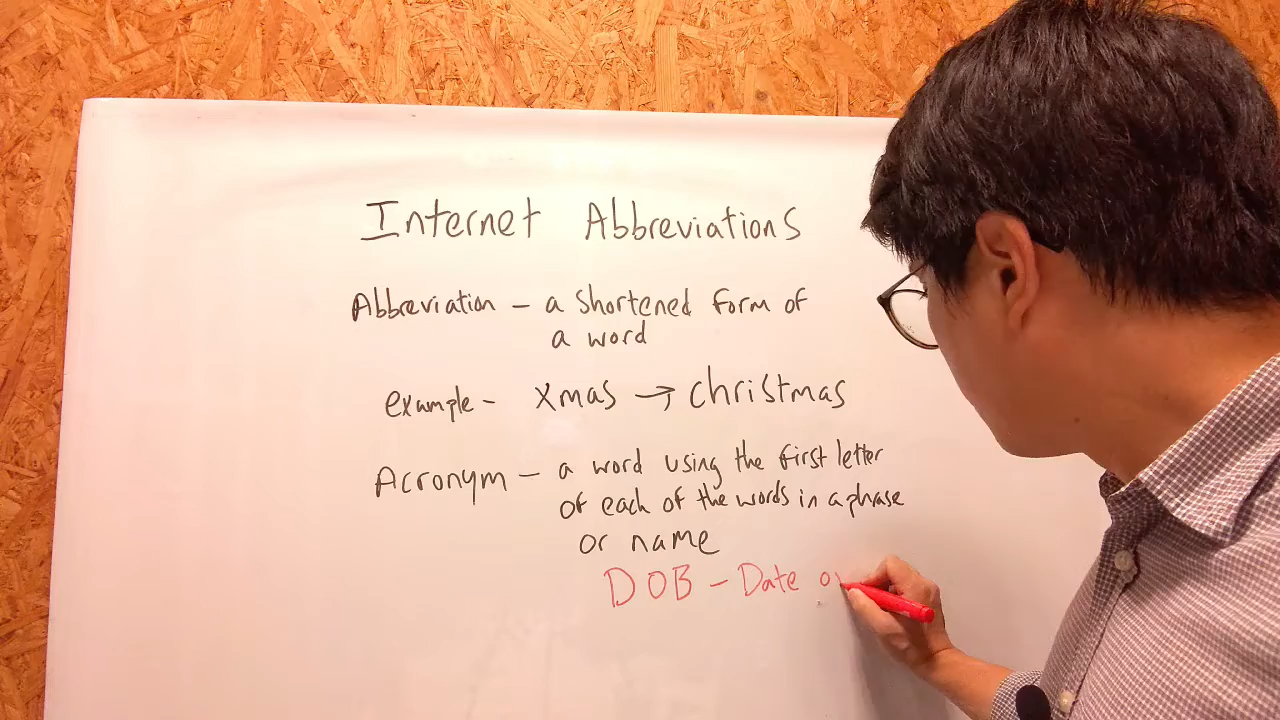 Internet Abbreviations
Abbreviation – a shortened form of
a word
example – xmas → christmas
Acronym – a word using the first letter
of each of the words in a phrase
or name
DOB – Date o